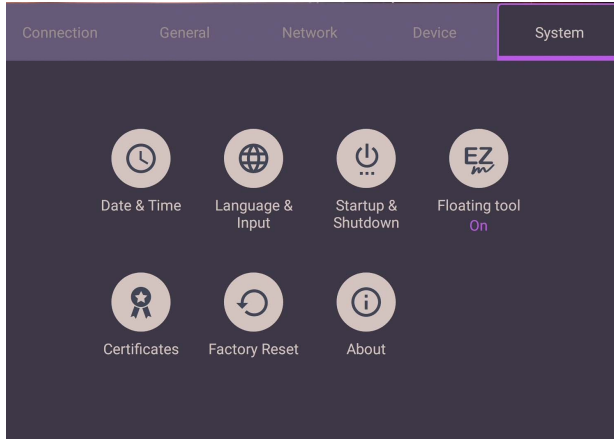 Connection General Network Device System
EZ
Date & Time Language & Startup & Floating tool
Input Shutdown On
Certificates Factory Reset About